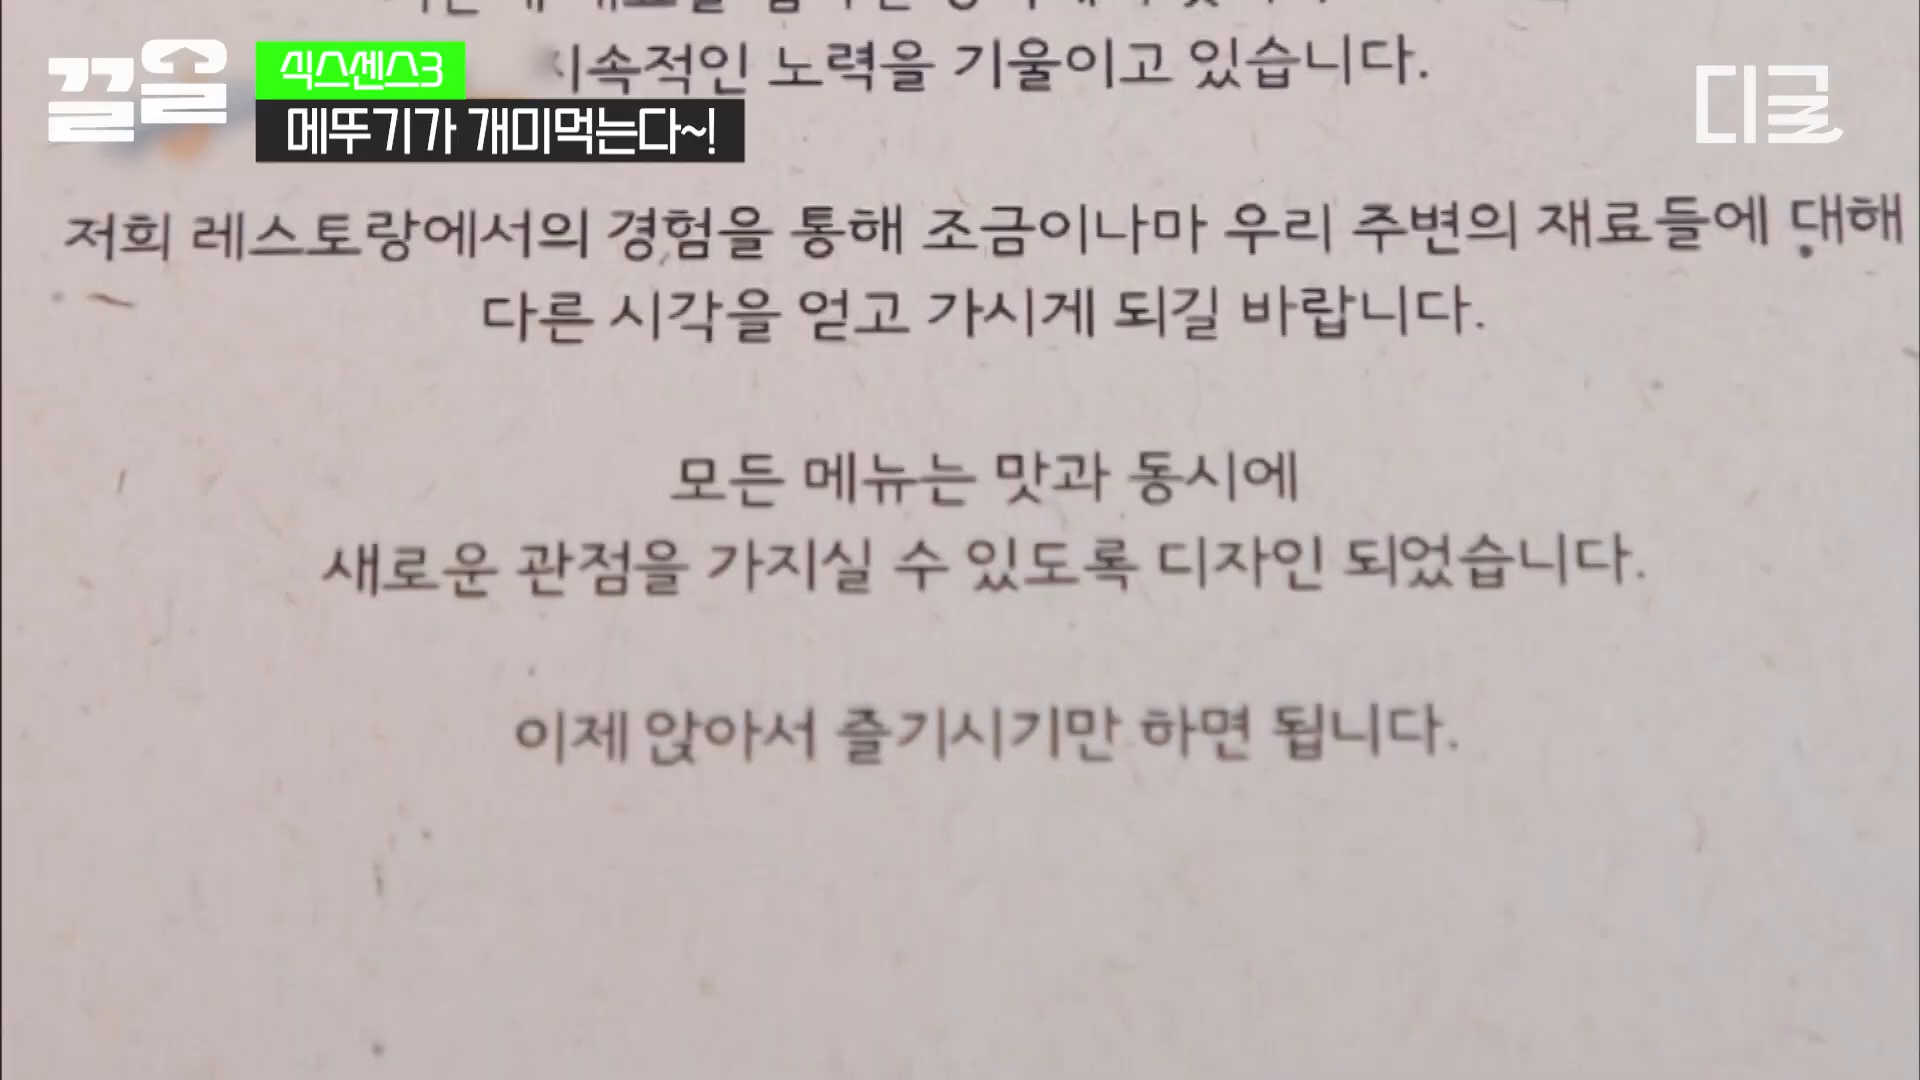 끌올
식스센스3
메뚜기가 개미먹는다~!
디글
지속적인 노력을 기울이고 있습니다.
저희 레스토랑에서의 경험을 통해 조금이나마 우리 주변의 재료들에 대해
다른 시각을 얻고 가시게 되길 바랍니다.
모든 메뉴는 맛과 동시에
새로운 관점을 가지실 수 있도록 디자인 되었습니다.
이제 앉아서 즐기시기만 하면 됩니다.